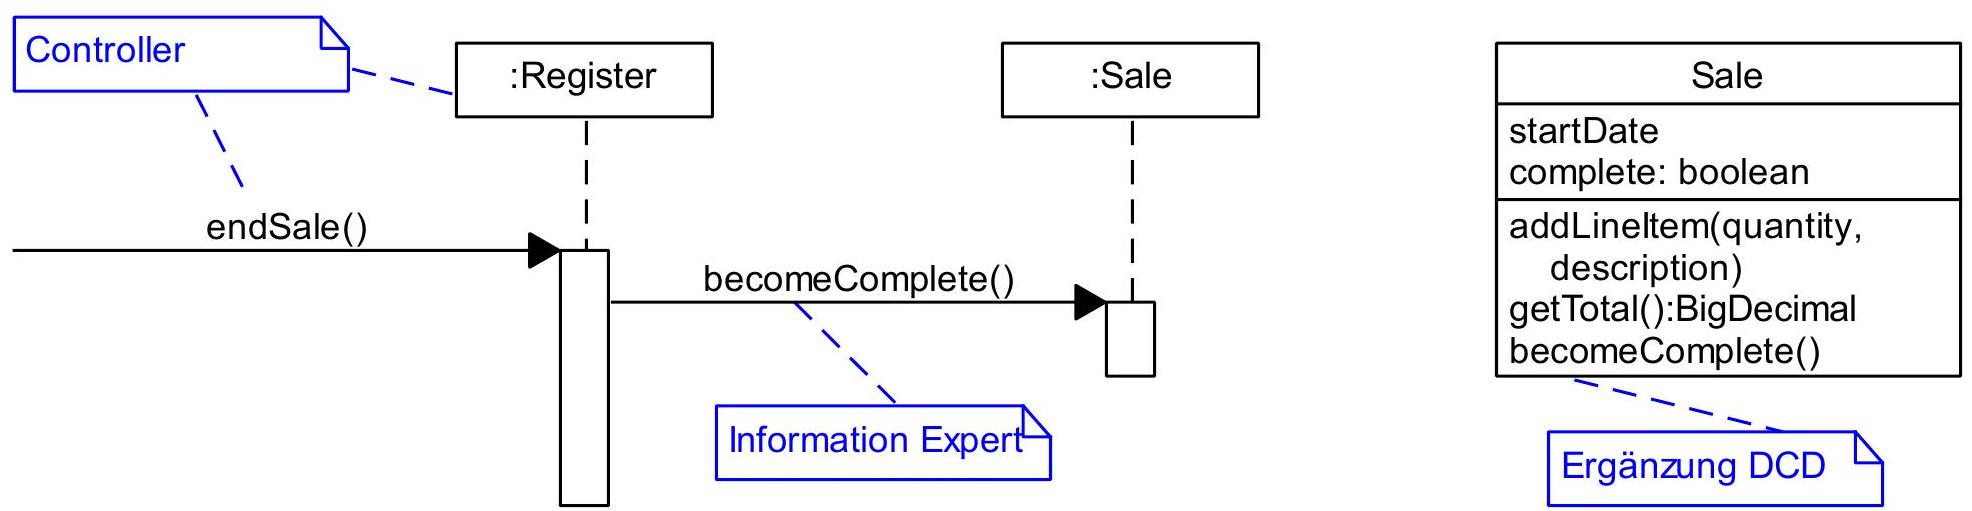 Controller
:Register
:Sale
endSale()
becomeComplete()
Information Expert
Sale
startDate
complete: boolean
addLineItem(quantity,
description)
getTotal():BigDecimal
becomeComplete()
Ergänzung DCD